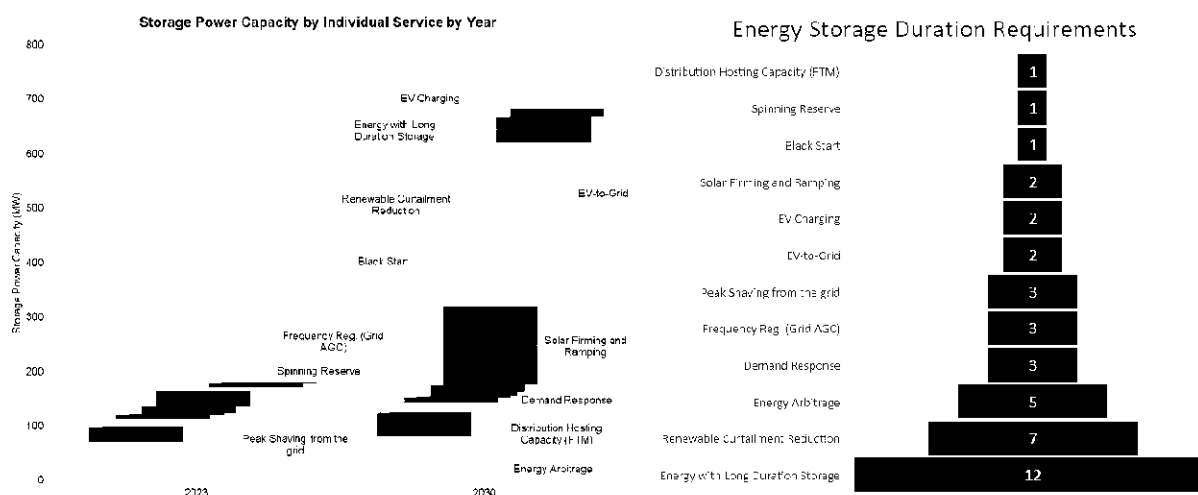 Storage Power Capacity by Individual Service by Year
Storage Power Capacity (MW)
800
700
600
500
400
300
200
100
0
EV Charging
Energy with Long
Duration Storage
EV-to-Grid
Renewable Curtailment
Reduction
Black Start
Frequency Reg. (Grid
AGC)
Solar Firming and
Ramping
Spinning Reserve
Demand Response
Peak Shaving from the
grid
Distribution Hosting
Capacity (FTM)
Energy Arbitrage
2023
2030
Energy Storage Duration Requirements
Distribution Hosting Capacity (FTM) 1
Spinning Reserve 1
Black Start 1
Solar Firming and Ramping 2
EV Charging 2
EV-to-Grid 2
Peak Shaving from the grid 3
Frequency Reg. (Grid AGC) 3
Demand Response 3
Energy Arbitrage 5
Renewable Curtailment Reduction 7
Energy with Long Duration Storage 12